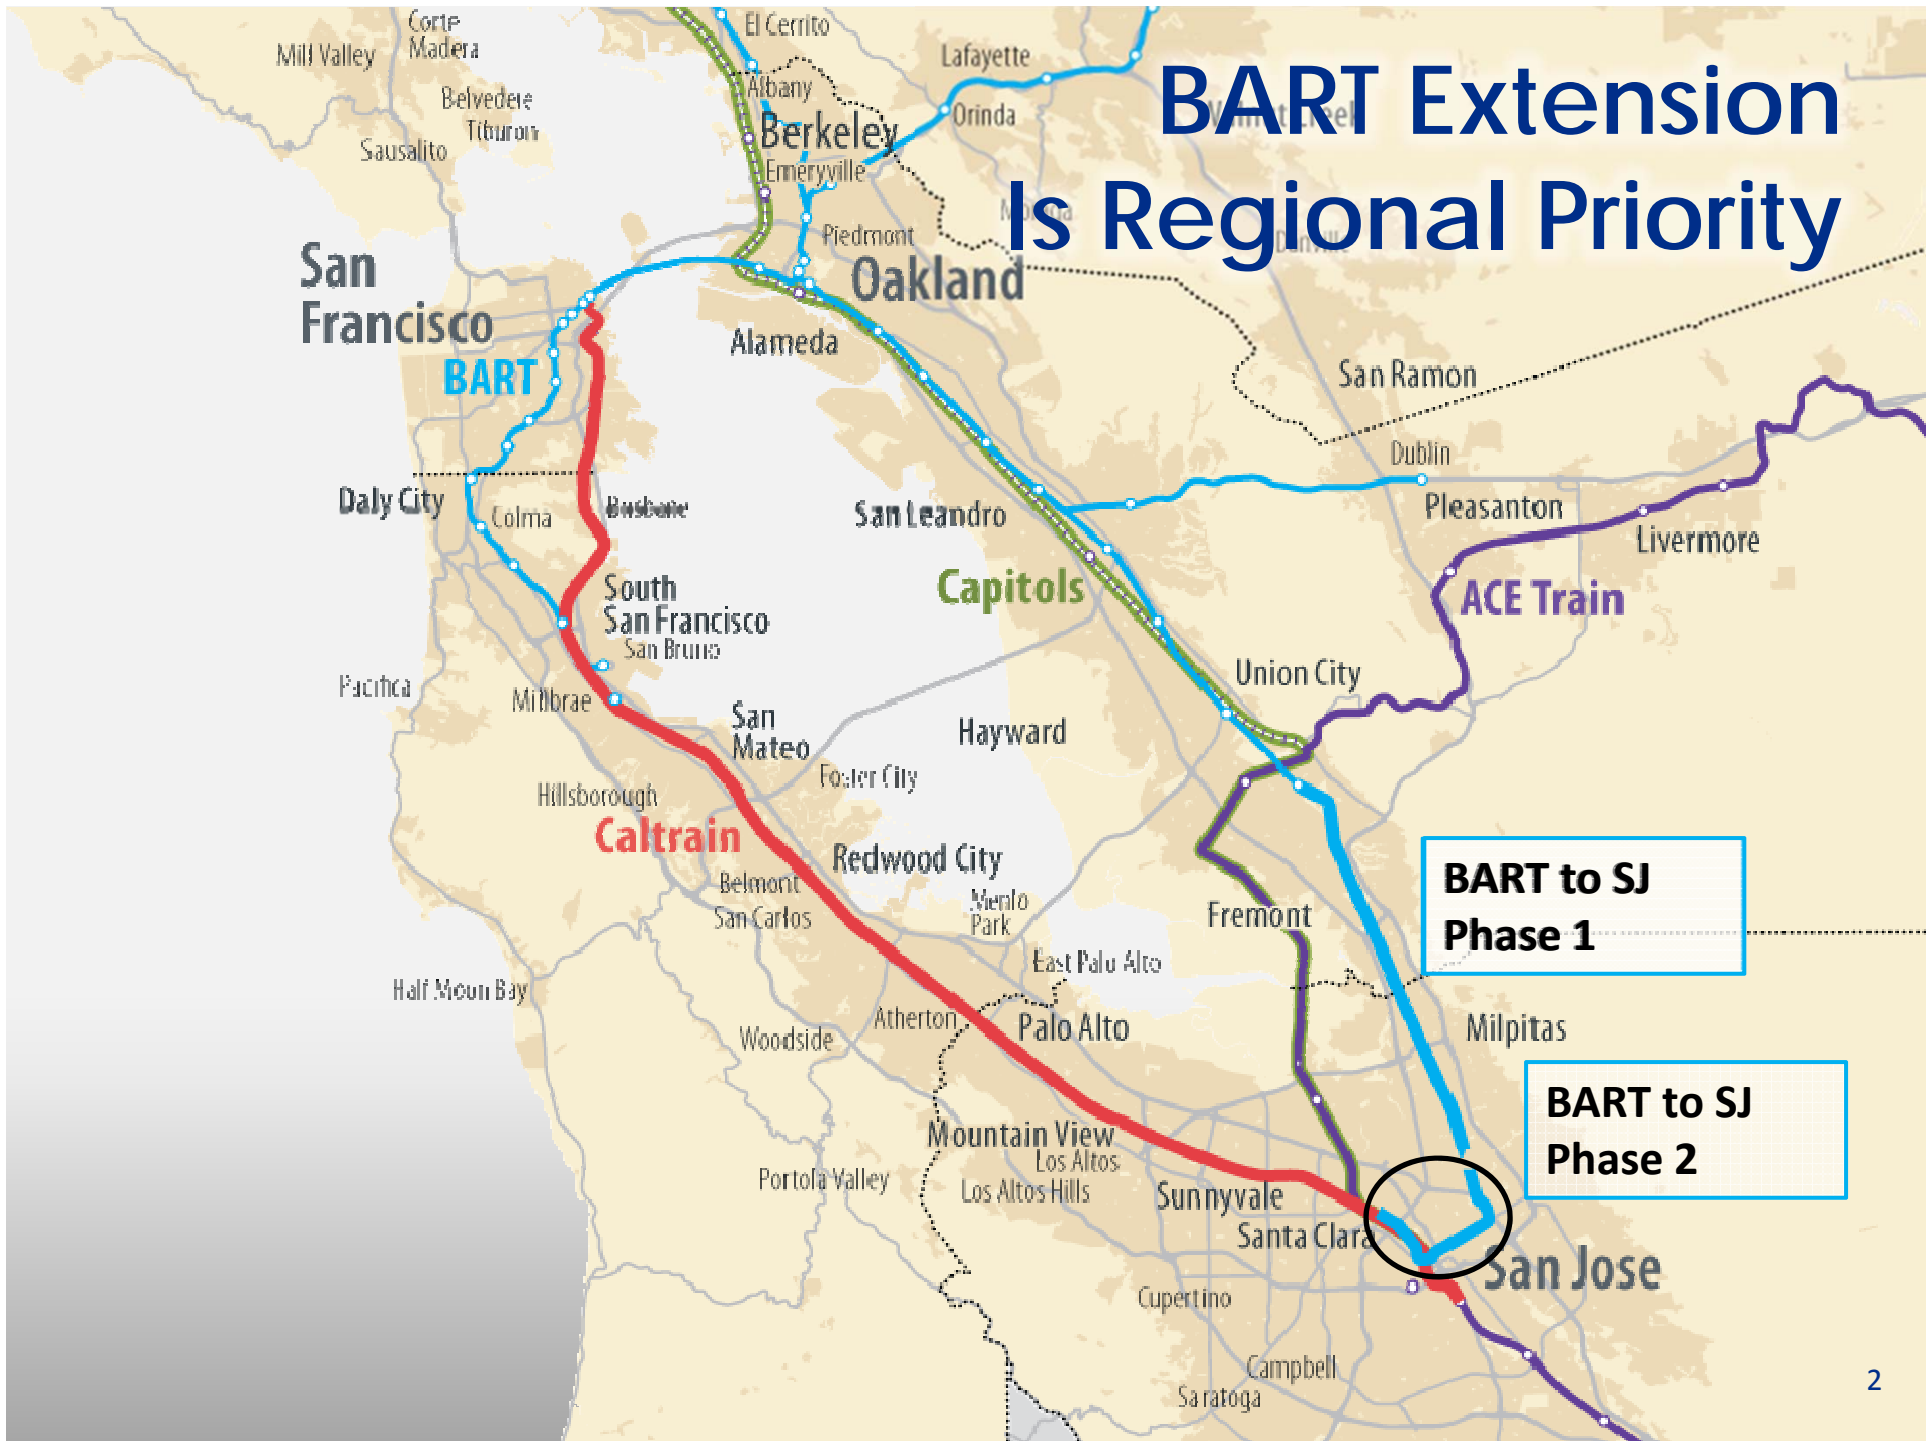 BART Extension
Is Regional Priority
Corte
Madera
Mill Valley
El Cerrito
Lafayette
Belvedere
Tiburon
Sausalito
Albany
Berkeley
Emeryville
Orinda
Walnut Creek
Moraga
Danville
Piedmont
Oakland
San
Francisco
BART
Alameda
San Ramon
Dublin
Pleasanton
Livermore
Daly City
Colma
Brisbane
San Leandro
Capitols
ACE Train
South
San Francisco
San Bruno
Pacifica
Millbrae
Union City
San
Mateo
Hayward
Foster City
Hillsborough
Caltrain
Redwood City
Belmont
San Carlos
Menlo
Park
Fremont
BART to SJ
Phase 1
East Palo Alto
Half Moon Bay
Atherton
Palo Alto
Woodside
Milpitas
BART to SJ
Phase 2
Mountain View
Los Altos
Portola Valley
Los Altos Hills
Sunnyvale
Santa Clara
San Jose
Cupertino
Campbell
Saratoga
2